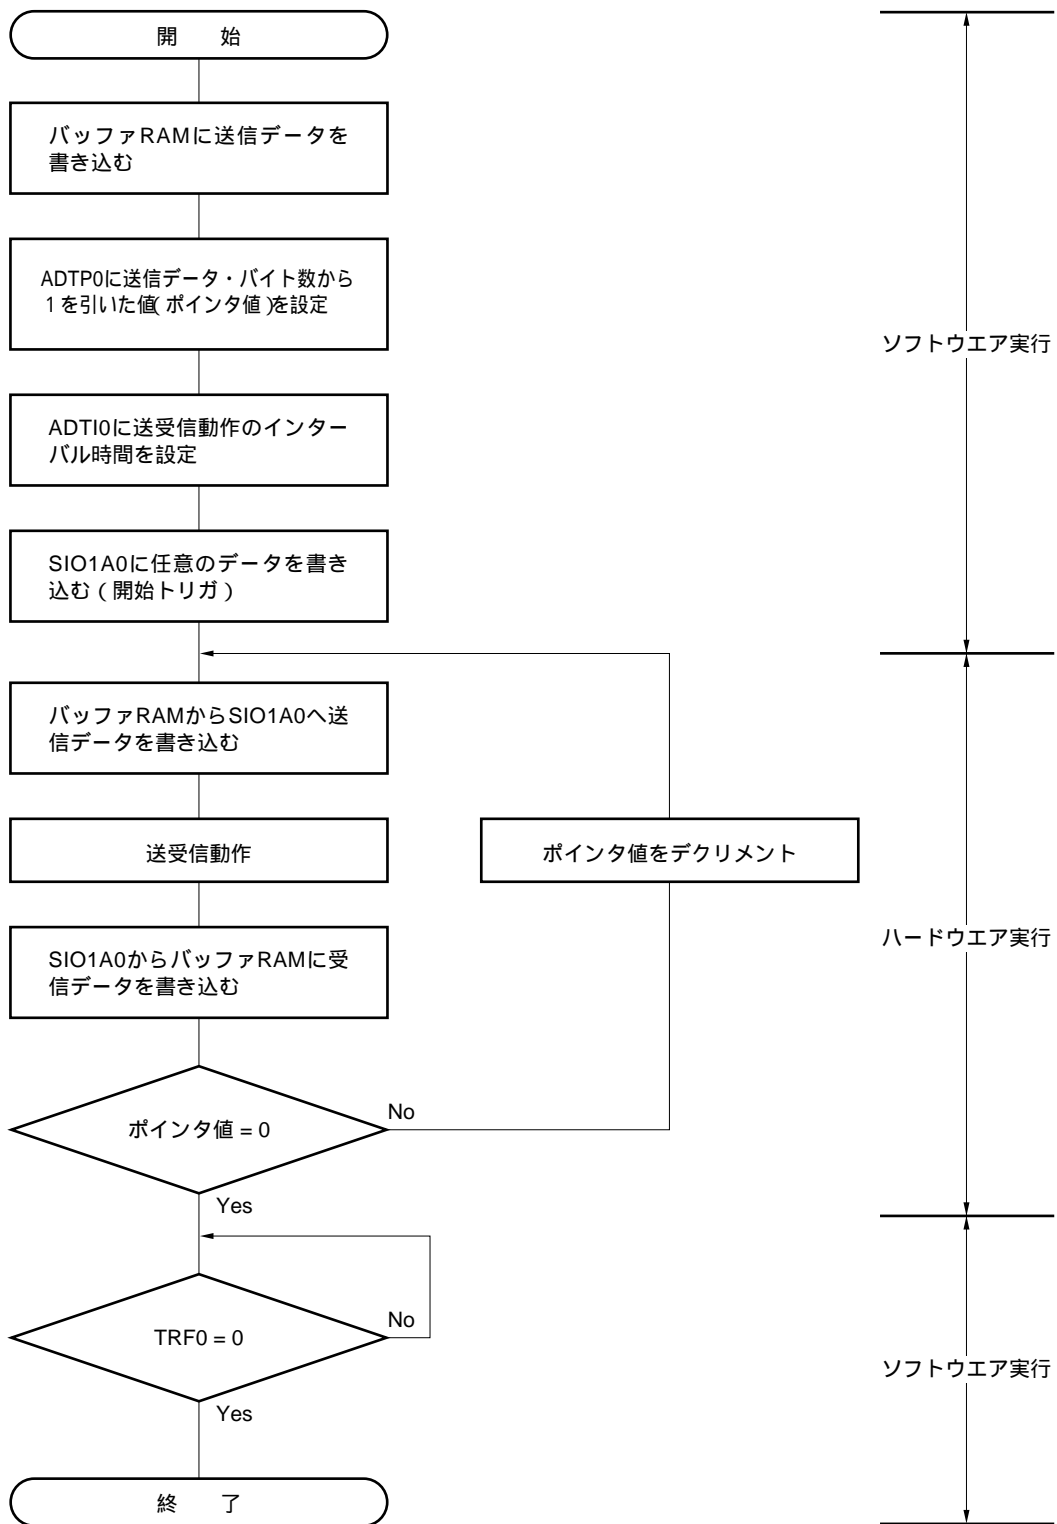 開　始
バッファRAMに送信データを
書き込む
ADTP0に送信データ・バイト数から
1を引いた値(ポインタ値)を設定
ソフトウエア実行
ADTI0に送受信動作のインター
バル時間を設定
SIO1A0に任意のデータを書き
込む(開始トリガ)
バッファRAMからSIO1A0へ送
信データを書き込む
送受信動作
ポインタ値をデクリメント
ハードウエア実行
SIO1A0からバッファRAMに受
信データを書き込む
ポインタ値 = 0
No
Yes
TRF0 = 0
No
ソフトウエア実行
Yes
終　了